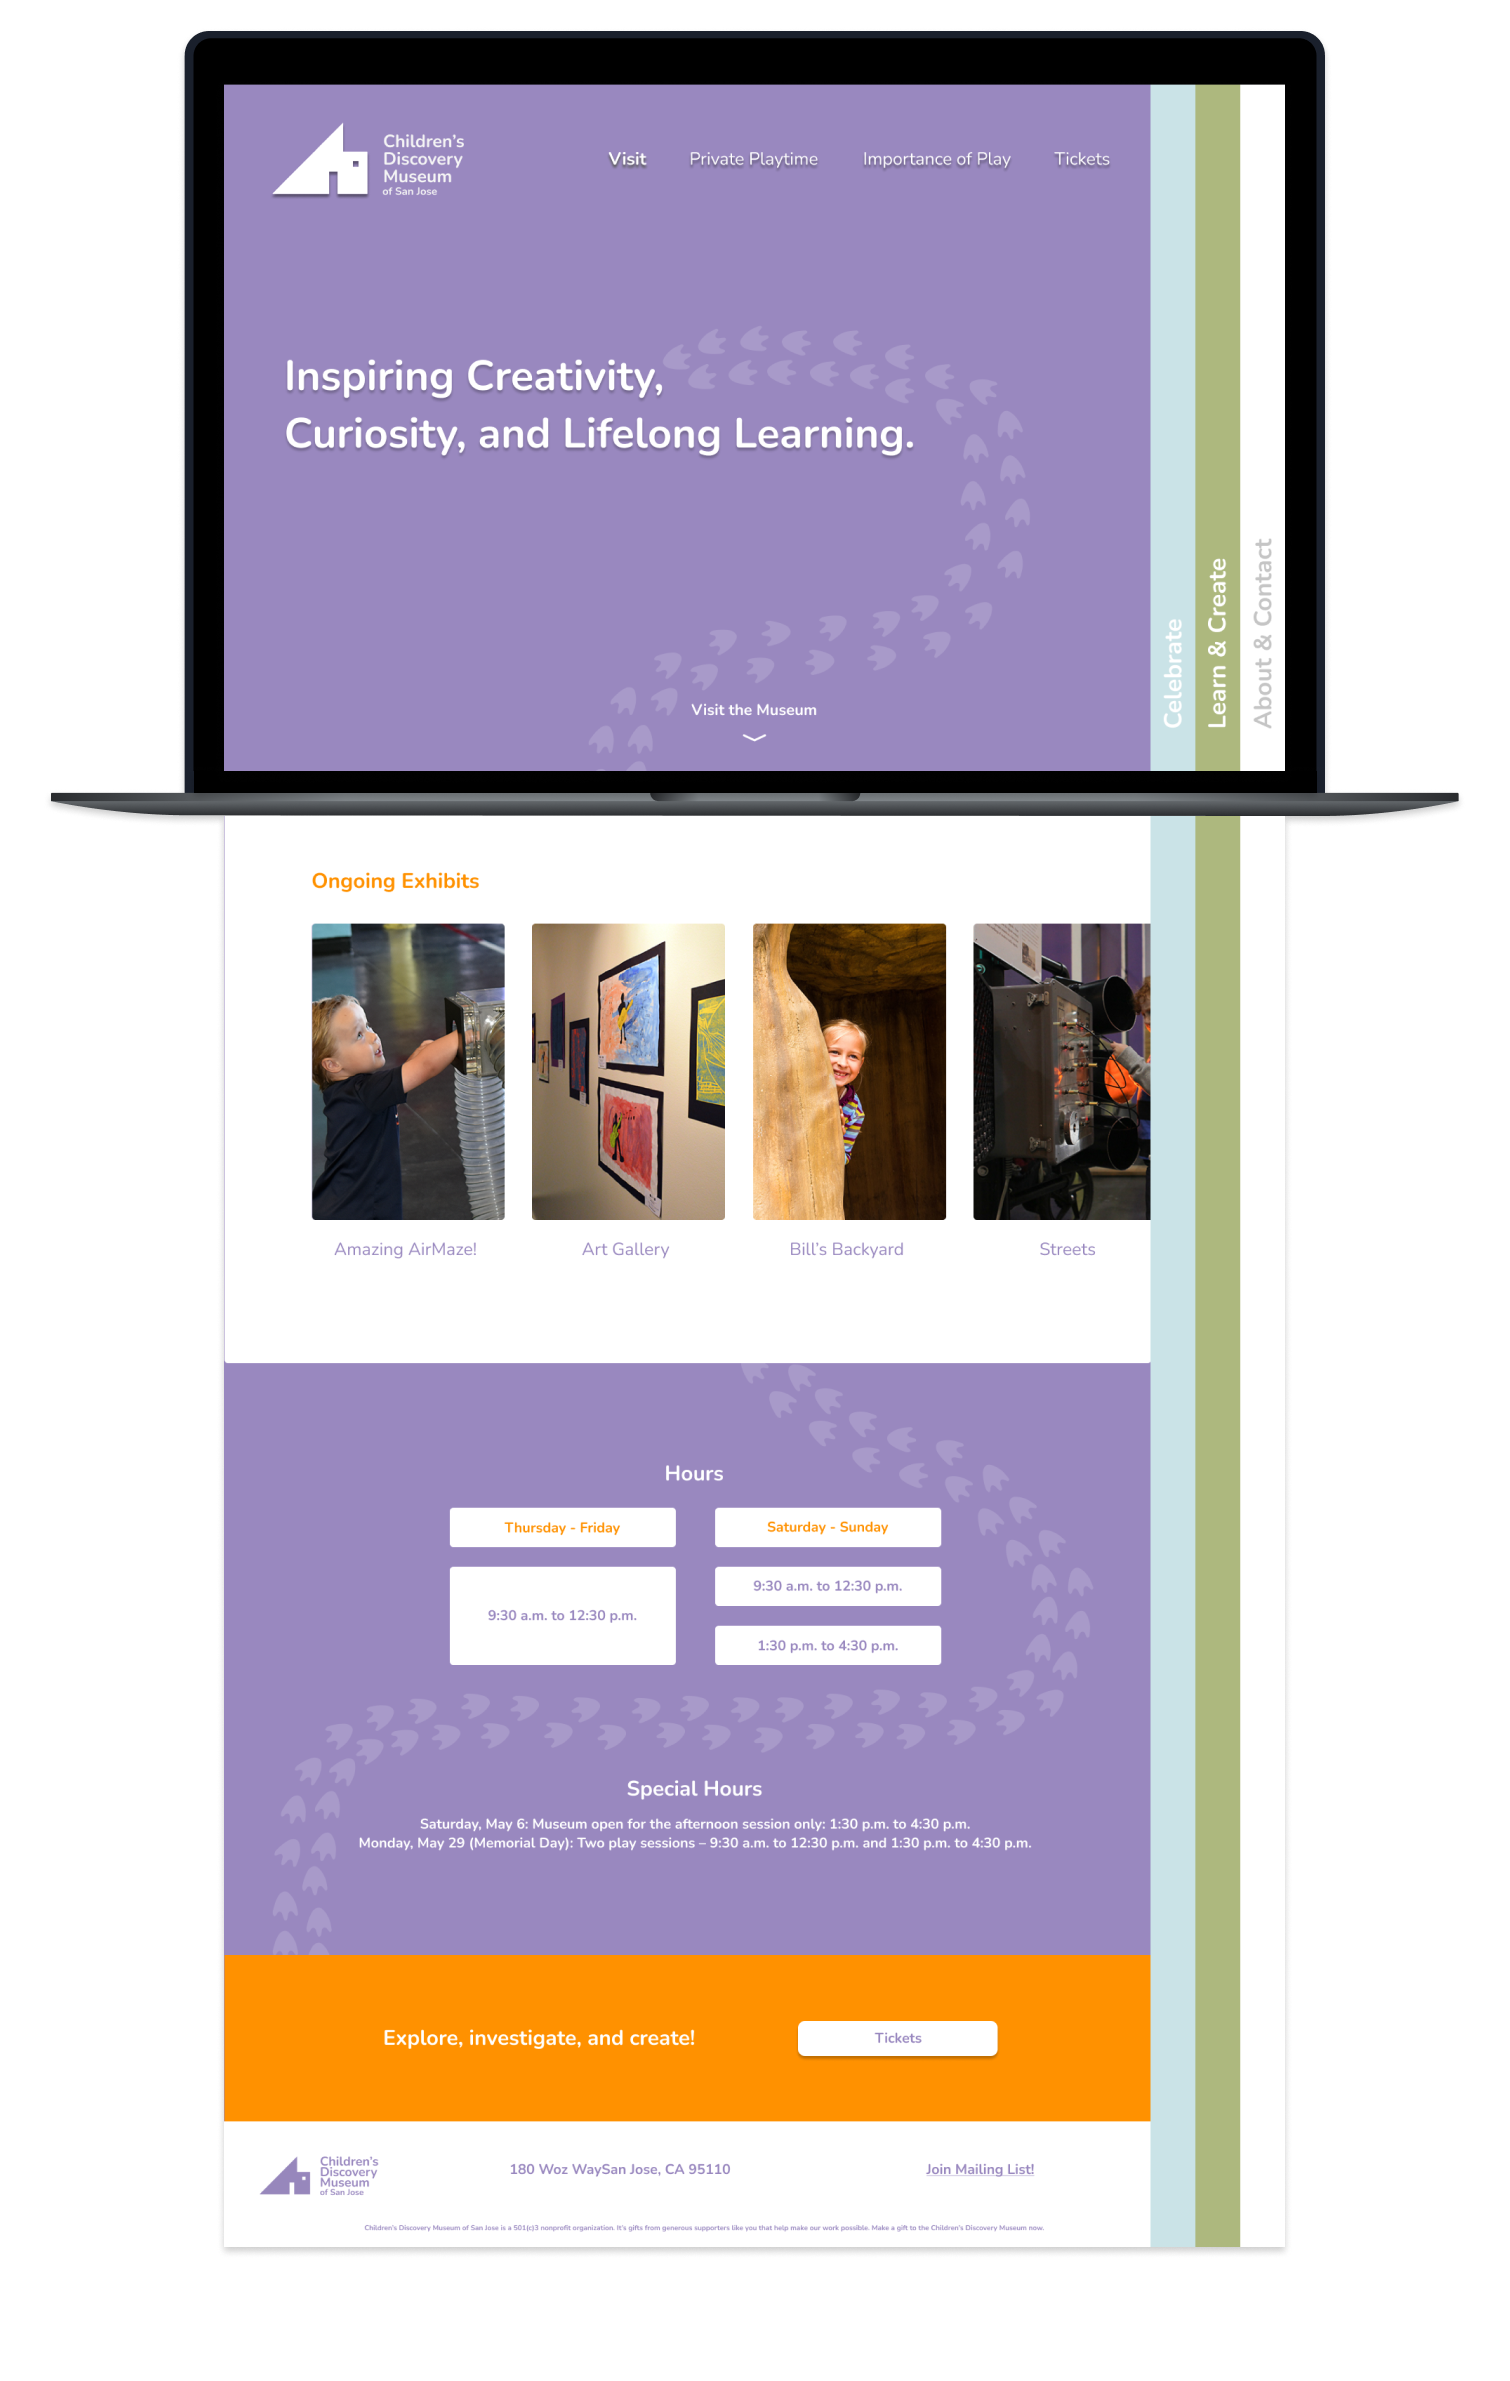 Children's
Discovery
Museum
of San Jose
Visit
Private Playtime
Importance of Play
Tickets
Inspiring Creativity,
Curiosity, and Lifelong Learning.
Visit the Museum
Celebrate
Learn & Create
About & Contact
Ongoing Exhibits
Amazing AirMaze!
Art Gallery
Bill's Backyard
Streets
Hours
Thursday - Friday
Saturday - Sunday
9:30 a.m. to 12:30 p.m.
9:30 a.m. to 12:30 p.m.
1:30 p.m. to 4:30 p.m.
Special Hours
Saturday, May 6: Museum open for the afternoon session only: 1:30 p.m. to 4:30 p.m.
Monday, May 29 (Memorial Day): Two play sessions – 9:30 a.m. to 12:30 p.m. and 1:30 p.m. to 4:30 p.m.
Explore, investigate, and create!
Tickets
Children's
Discovery
Museum
of San Jose
180 Woz WaySan Jose, CA 95110
Join Mailing List!
Children's Discovery Museum of San Jose is a 501(c)3 nonprofit organization. It's gifts from generous supporters like you that help make our work possible. Make a gift to the Children's Discovery Museum now.